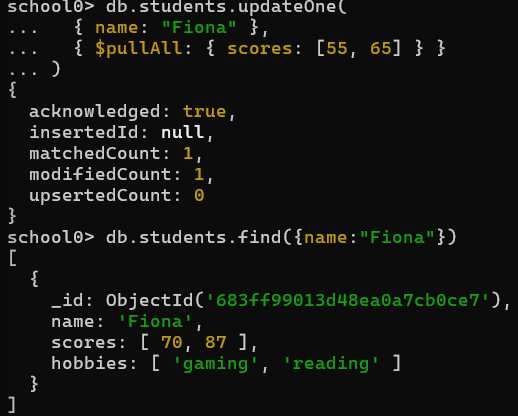 school0> db.students.updateOne(
...   { name: "Fiona" },
...   { $pullAll: { scores: [55, 65] } }
... )
{
  acknowledged: true,
  insertedId: null,
  matchedCount: 1,
  modifiedCount: 1,
  upsertedCount: 0
}
school0> db.students.find({name:"Fiona"})
[
  {
    _id: ObjectId('683ff99013d48ea0a7cb0ce7'),
    name: 'Fiona',
    scores: [ 70, 87 ],
    hobbies: [ 'gaming', 'reading' ]
  }
]